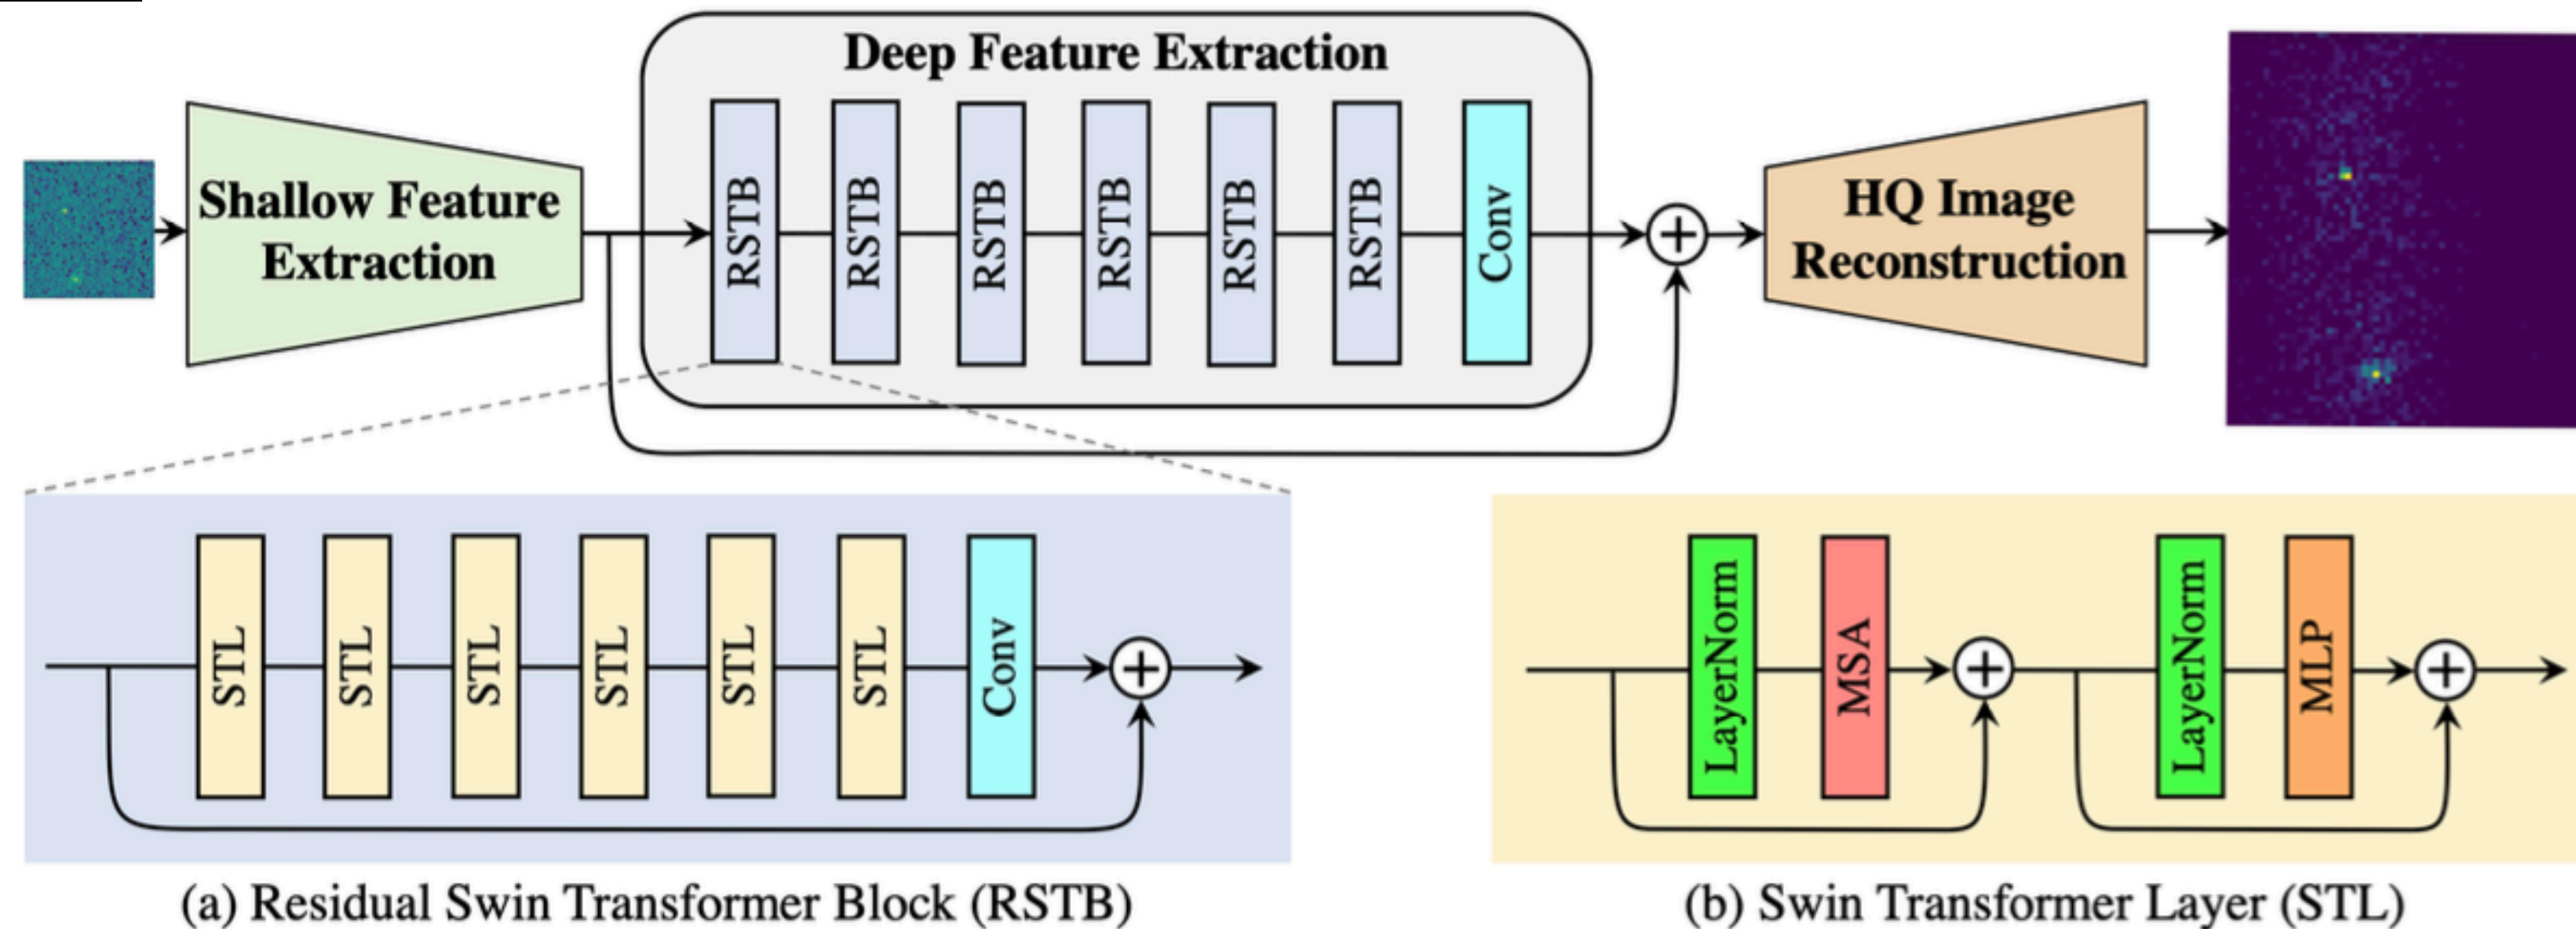 Deep Feature Extraction
Shallow Feature
Extraction
RSTB
RSTB
RSTB
RSTB
RSTB
RSTB
Conv
HQ Image
Reconstruction
STL
STL
STL
STL
STL
STL
Conv
LayerNorm
MSA
LayerNorm
MLP
(a) Residual Swin Transformer Block (RSTB)
(b) Swin Transformer Layer (STL)